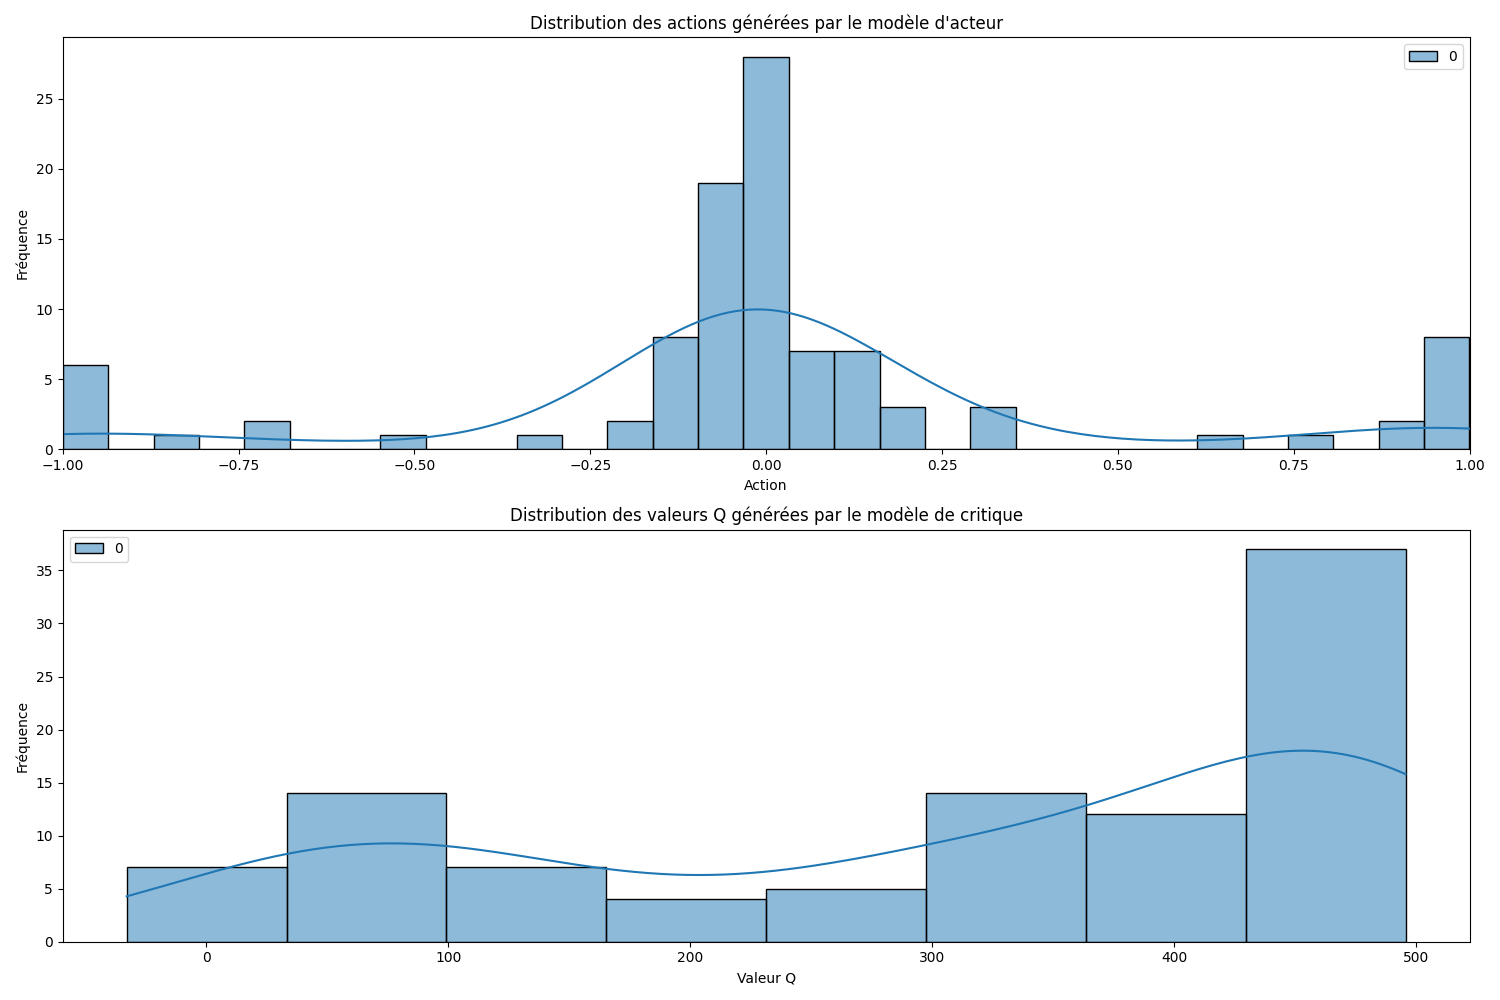 Distribution des actions générées par le modèle d'acteur
0
Fréquence
25
20
15
10
5
0
−1.00 −0.75 −0.50 −0.25 0.00 0.25 0.50 0.75 1.00
Action
Distribution des valeurs Q générées par le modèle de critique
0
Fréquence
35
30
25
20
15
10
5
0
0 100 200 300 400 500
Valeur Q